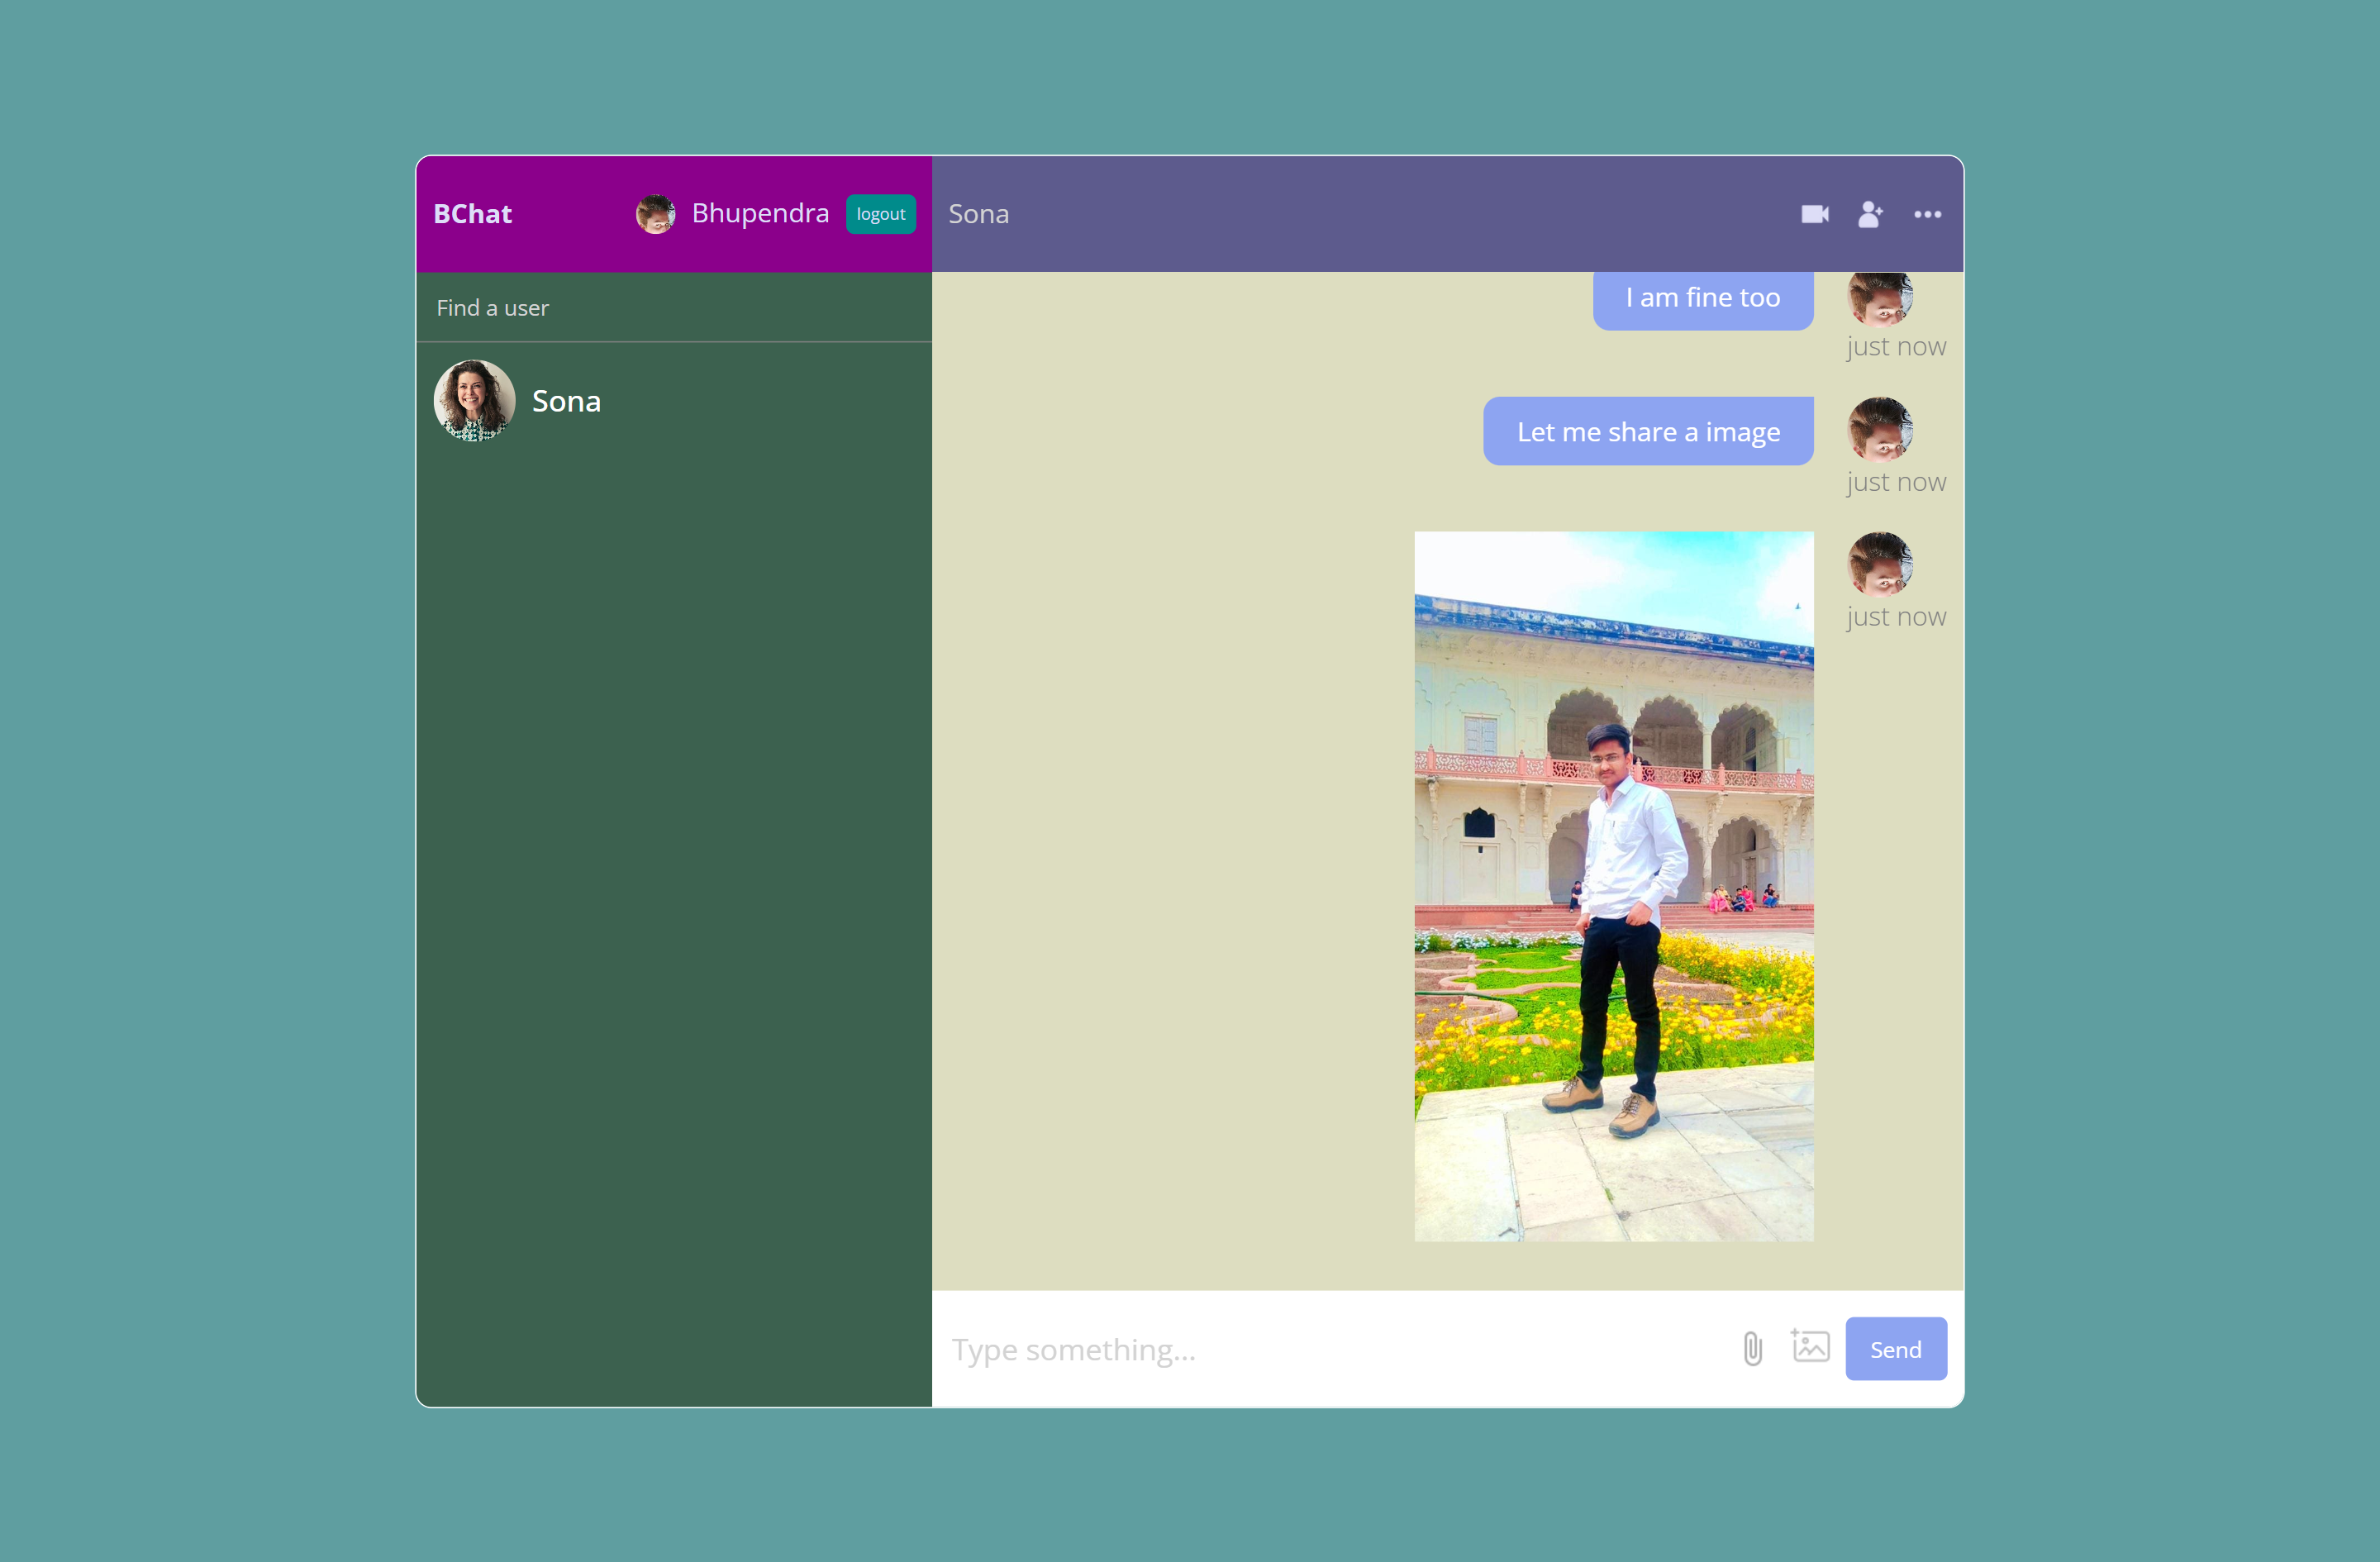 BChat
Bhupendra
logout
Find a user
Sona
Sona
I am fine too
just now
Let me share a image
just now
just now
Type something...
Send